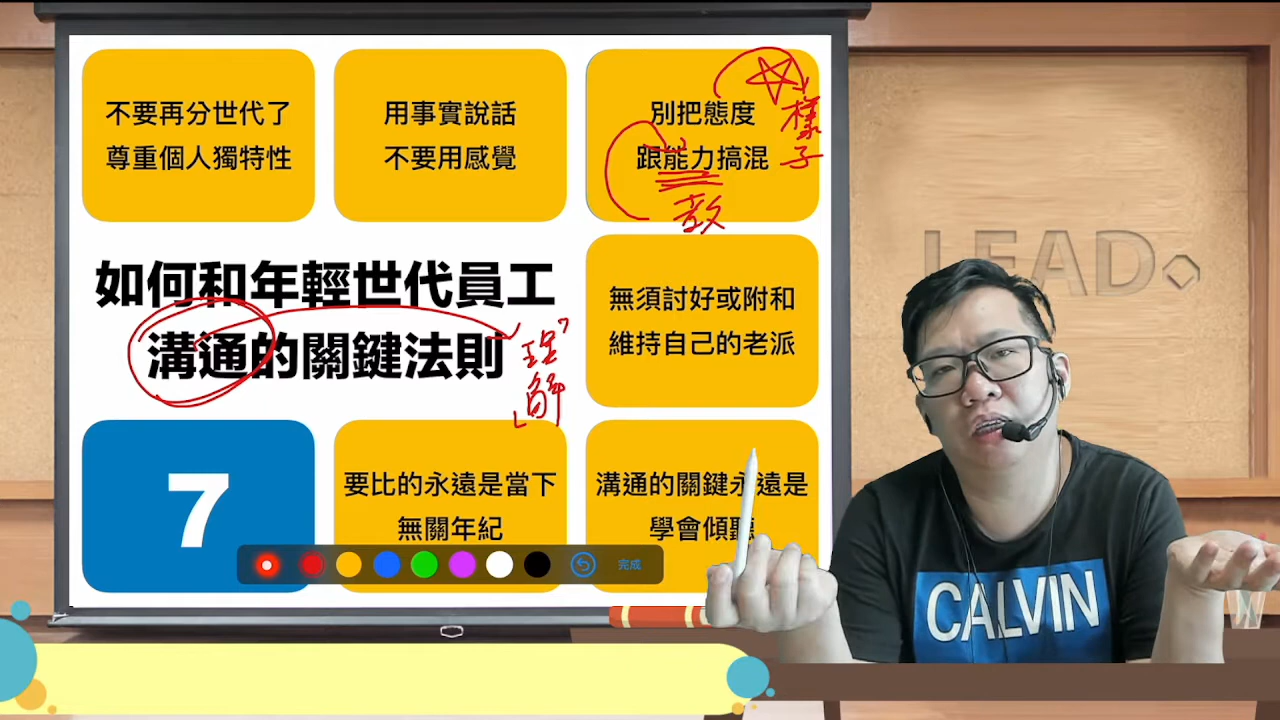 不要再分世代了
尊重個人獨特性
用事實說話
不要用感覺
別把態度
跟能力搞混
樣子
教
如何和年輕世代員工
溝通的關鍵法則
「理解」
無須討好或附和
維持自己的老派
7
要比的永遠是當下
無關年紀
溝通的關鍵永遠是
學會傾聽
完成
LEAD
CALVIN